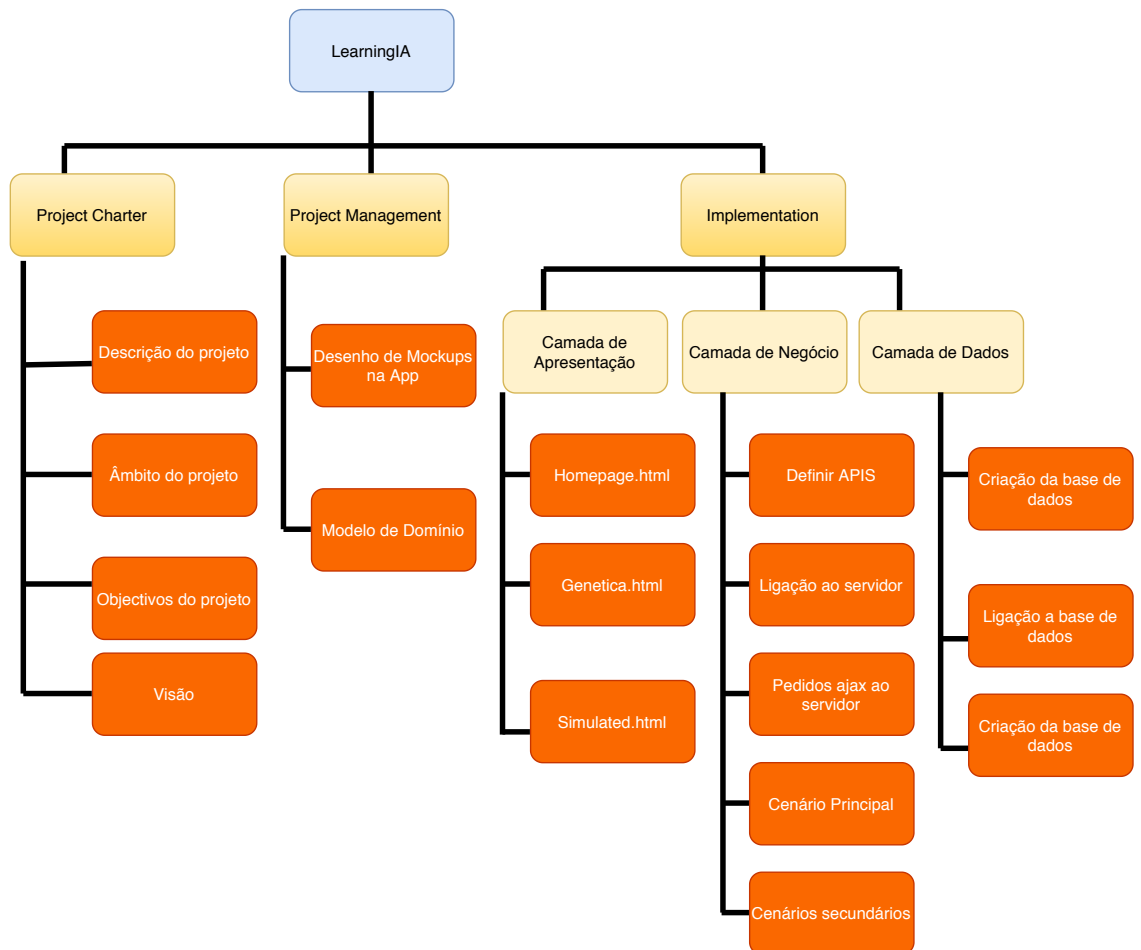 LearningIA
Project Charter
Project Management
Implementation
Descrição do projeto
Âmbito do projeto
Objectivos do projeto
Visão
Desenho de Mockups
na App
Modelo de Domínio
Camada de
Apresentação
Homepage.html
Genetica.html
Simulated.html
Camada de Negócio
Definir APIS
Ligação ao servidor
Pedidos ajax ao
servidor
Cenário Principal
Cenários secundários
Camada de Dados
Criação da base de
dados
Ligação a base de
dados
Criação da base de
dados